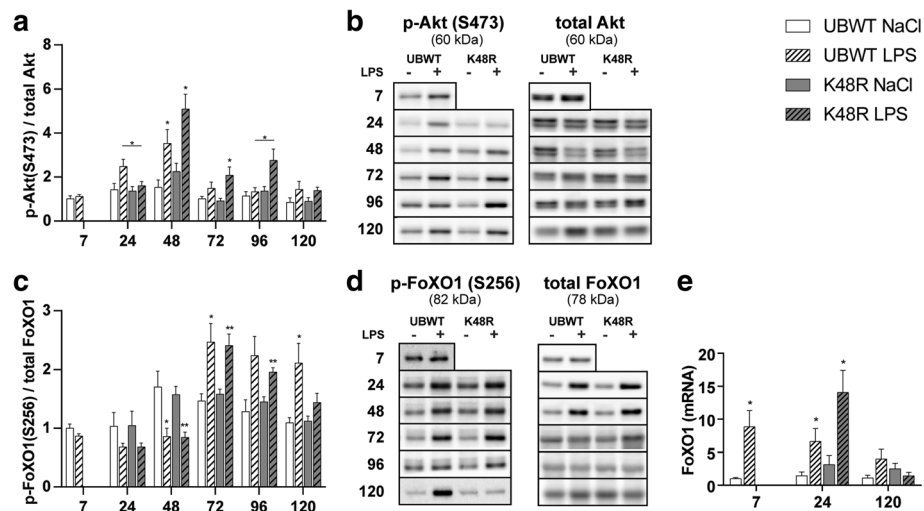 a
p-Akt(S473) / total Akt
8
6
4
2
0
*
*
*
*
*
7 24 48 72 96 120
b
p-Akt (S473) total Akt
(60 kDa) (60 kDa)
UBWT K48R UBWT K48R
LPS - + - + - + - +
7
24
48
72
96
120
UBWT NaCl
UBWT LPS
K48R NaCl
K48R LPS
c
p-FoXO1(S256) / total FoXO1
3
2
1
0
*
**
*
**
**
*
7 24 48 72 96 120
d
p-FoXO1 (S256) total FoXO1
(82 kDa) (78 kDa)
UBWT K48R UBWT K48R
LPS - + - + - + - +
7
24
48
72
96
120
e
FoXO1 (mRNA)
20
15
10
5
0
*
*
*
7 24 120